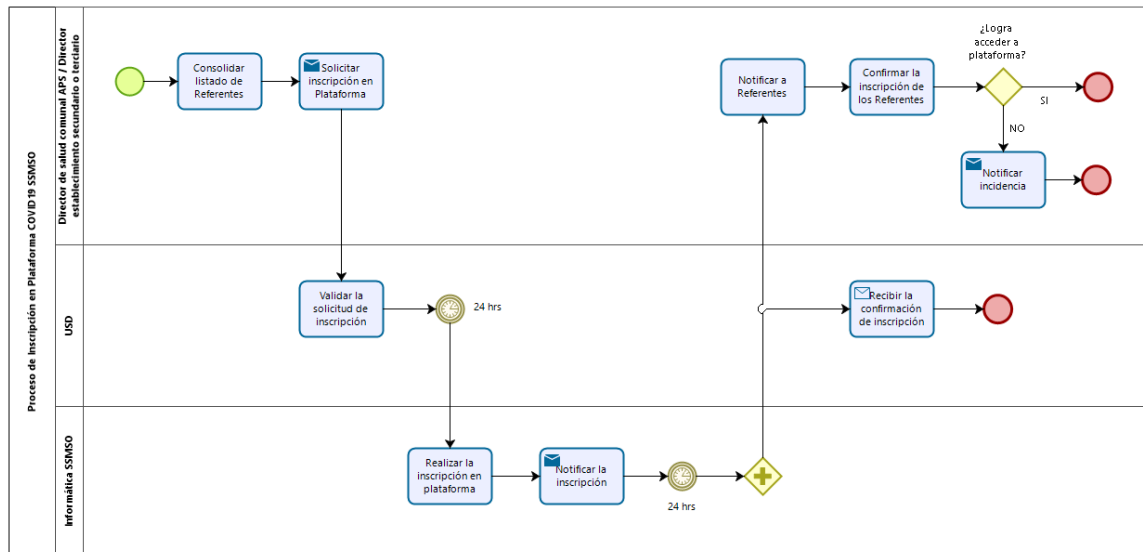 Proceso de Inscripción en Plataforma COVID19 SSMSO
Director de salud comunal APS / Director
establecimiento secundario o terciario
Consolidar
listado de
Referentes
Solicitar
inscripción en
Plataforma
Notificar a
Referentes
Confirmar la
inscripción de
los Referentes
¿Logra
acceder a
plataforma?
SI
NO
Notificar
incidencia
USD
Validar la
solicitud de
inscripción
24 hrs
Recibir la
confirmación
de inscripción
Informática SSMSO
Realizar la
inscripción en
plataforma
Notificar la
inscripción
24 hrs